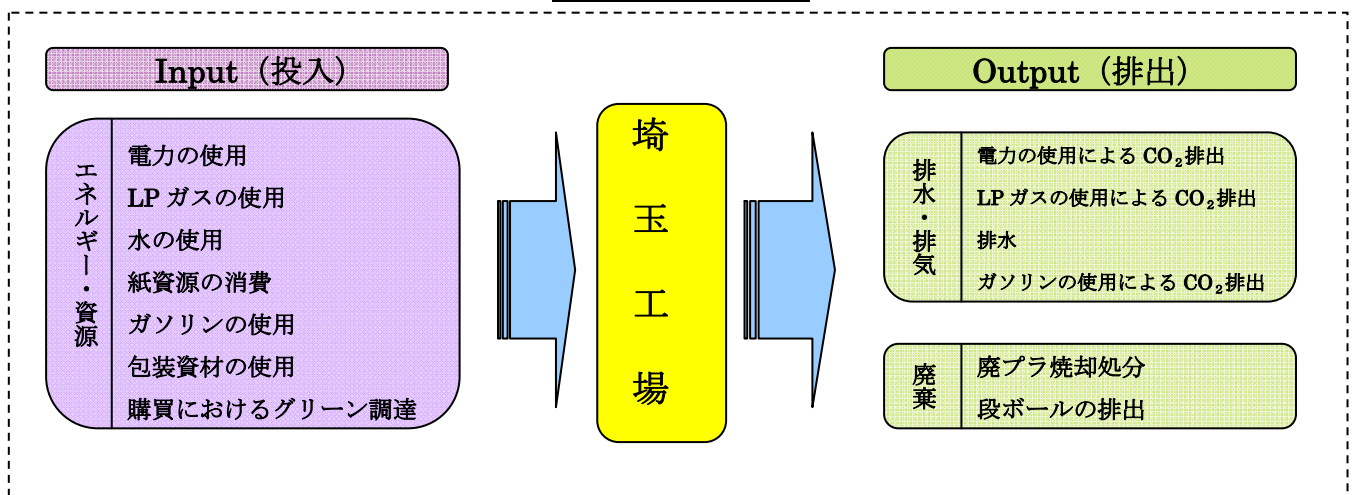 Input（投入）
エネルギー・資源
電力の使用
LP ガスの使用
水の使用
紙資源の消費
ガソリンの使用
包装資材の使用
購買におけるグリーン調達
埼玉工場
Output（排出）
排水・排気
電力の使用による CO₂排出
LP ガスの使用による CO₂排出
排水
ガソリンの使用による CO₂排出
廃棄
廃プラ焼却処分
段ボールの排出